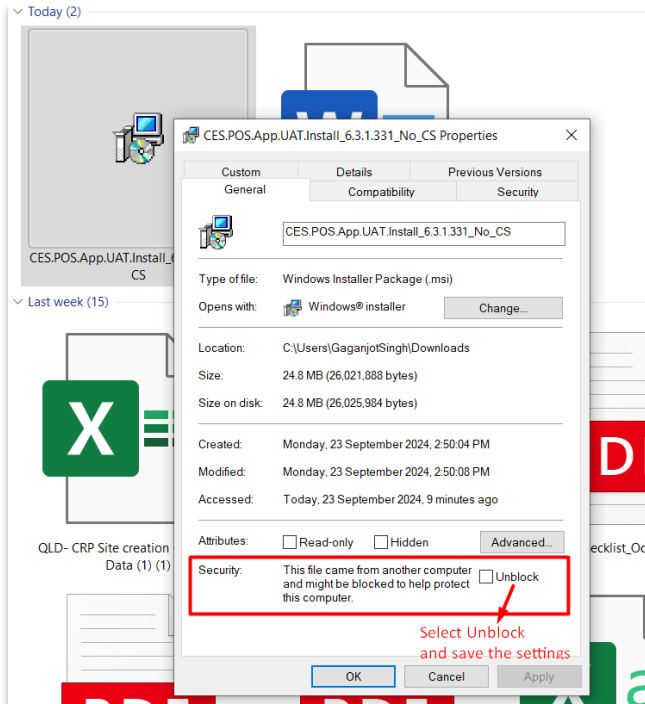 Today (2)
CES.POS.App.UAT.Install_6.3.1.331_No_CS Properties
Custom
Details
Previous Versions
General
Compatibility
Security
CES.POS.App.UAT.Install_6.3.1.331_No_CS
CES.POS.App.UAT.Install_6
CS
Type of file:
Windows Installer Package (.msi)
Opens with:
Windows® installer
Change...
Last week (15)
Location:
C:\Users\GaganjotSingh\Downloads
Size:
24.8 MB (26,021,888 bytes)
Size on disk:
24.8 MB (26,025,984 bytes)
Created:
Monday, 23 September 2024, 2:50:04 PM
Modified:
Monday, 23 September 2024, 2:50:08 PM
Accessed:
Today, 23 September 2024, 9 minutes ago
Attributes:
Read-only
Hidden
Advanced...
Security:
This file came from another computer
and might be blocked to help protect
this computer.
Unblock
Select Unblock
and save the settings
OK
Cancel
Apply
X
QLD- CRP Site creation
Data (1) (1)
D
ecklist_Oc